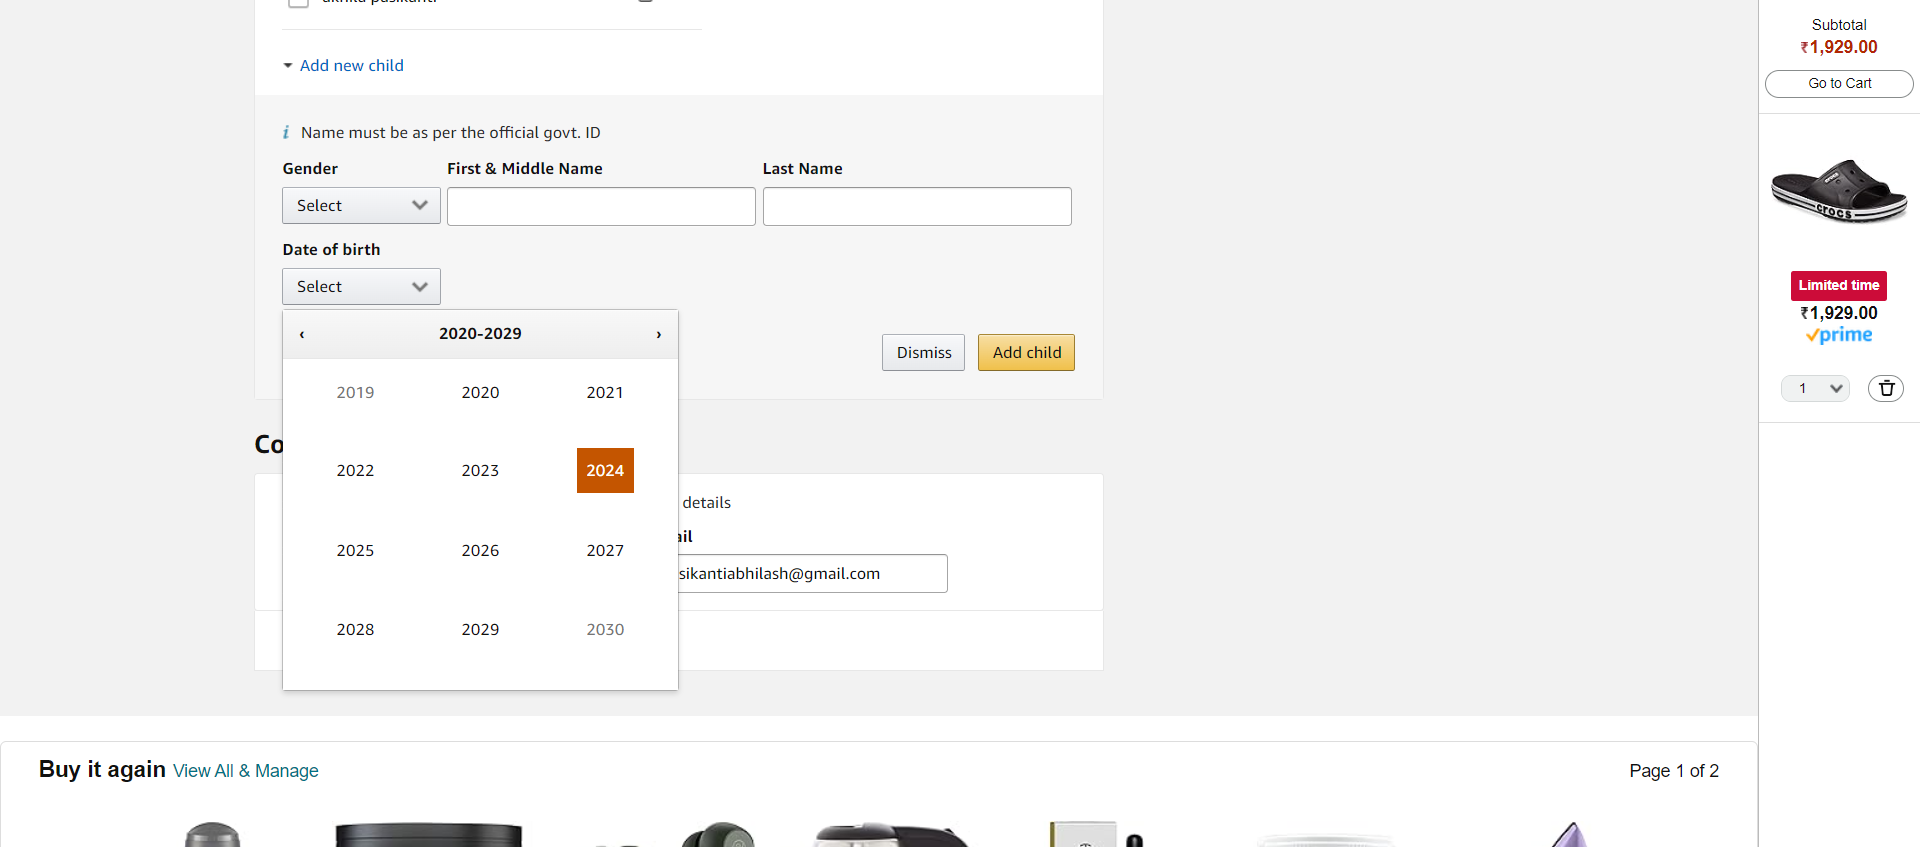 Add new child
Name must be as per the official govt. ID
Gender
First & Middle Name
Last Name
Select
Date of birth
Select
‹ 2020-2029 ›
2019 2020 2021
2022 2023 2024
2025 2026 2027
2028 2029 2030
Dismiss
Add child
Co
details
ail
sikantiabhilash@gmail.com
Buy it again View All & Manage
Page 1 of 2
Subtotal
₹1,929.00
Go to Cart
crocs
Limited time
₹1,929.00
prime
1